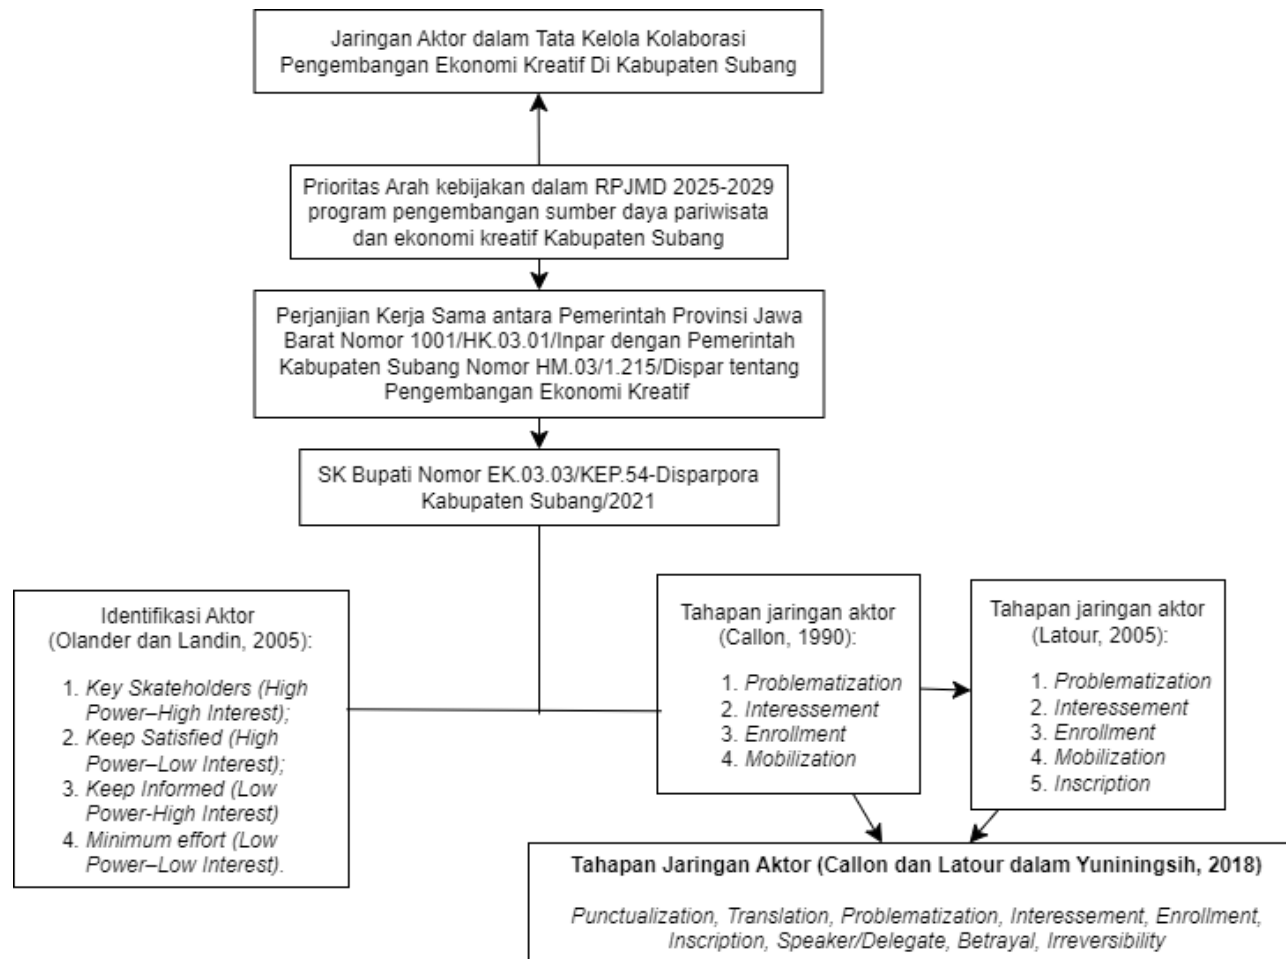 Jaringan Aktor dalam Tata Kelola Kolaborasi
Pengembangan Ekonomi Kreatif Di Kabupaten Subang
Prioritas Arah kebijakan dalam RPJMD 2025-2029
program pengembangan sumber daya pariwisata
dan ekonomi kreatif Kabupaten Subang
Perjanjian Kerja Sama antara Pemerintah Provinsi Jawa
Barat Nomor 1001/HK.03.01/Inpar dengan Pemerintah
Kabupaten Subang Nomor HM.03/1.215/Dispar tentang
Pengembangan Ekonomi Kreatif
SK Bupati Nomor EK.03.03/KEP.54-Disparpora
Kabupaten Subang/2021
Identifikasi Aktor
(Olander dan Landin, 2005):
1. Key Skateholders (High
Power–High Interest);
2. Keep Satisfied (High
Power–Low Interest);
3. Keep Informed (Low
Power-High Interest)
4. Minimum effort (Low
Power–Low Interest).
Tahapan jaringan aktor
(Callon, 1990):
1. Problematization
2. Interessement
3. Enrollment
4. Mobilization
Tahapan jaringan aktor
(Latour, 2005):
1. Problematization
2. Interessement
3. Enrollment
4. Mobilization
5. Inscription
Tahapan Jaringan Aktor (Callon dan Latour dalam Yuniningsih, 2018)
Punctualization, Translation, Problematization, Interessement, Enrollment,
Inscription, Speaker/Delegate, Betrayal, Irreversibility